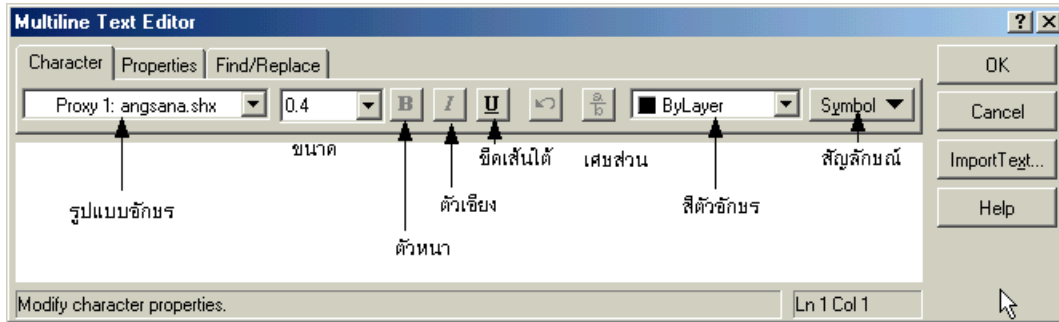 Multiline Text Editor
Character Properties Find/Replace
OK
Proxy 1: angsana.shx 0.4 B I U a/b ByLayer Symbol
Cancel
ขนาด ขีดเส้นใต้ เศษส่วน สัญลักษณ์
ImportText...
รูปแบบอักษร ตัวเอียง สีตัวอักษร
Help
ตัวหนา
Modify character properties. Ln 1 Col 1